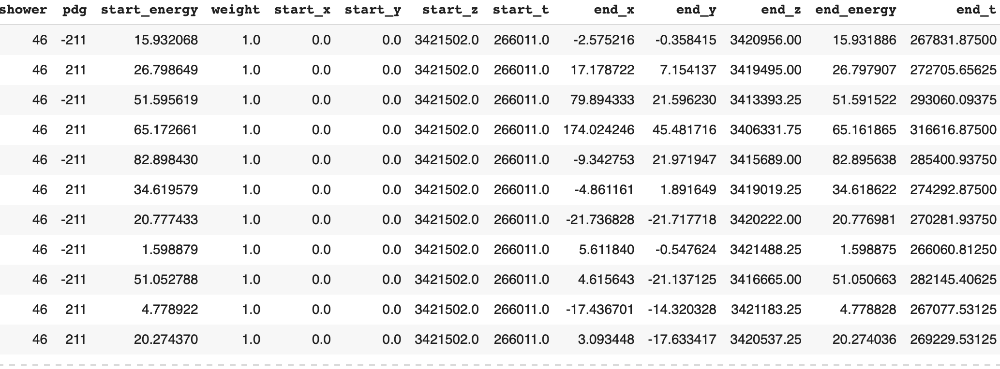 shower pdg start_energy weight start_x start_y start_z start_t end_x end_y end_z end_energy end_t
46 -211 15.932068 1.0 0.0 0.0 3421502.0 266011.0 -2.575216 -0.358415 3420956.00 15.931886 267831.87500
46 211 26.798649 1.0 0.0 0.0 3421502.0 266011.0 17.178722 7.154137 3419495.00 26.797907 272705.65625
46 -211 51.595619 1.0 0.0 0.0 3421502.0 266011.0 79.894333 21.596230 3413393.25 51.591522 293060.09375
46 211 65.172661 1.0 0.0 0.0 3421502.0 266011.0 174.024246 45.481716 3406331.75 65.161865 316616.87500
46 -211 82.898430 1.0 0.0 0.0 3421502.0 266011.0 -9.342753 21.971947 3415689.00 82.895638 285400.93750
46 211 34.619579 1.0 0.0 0.0 3421502.0 266011.0 -4.861161 1.891649 3419019.25 34.618622 274292.87500
46 -211 20.777433 1.0 0.0 0.0 3421502.0 266011.0 -21.736828 -21.717718 3420222.00 20.776981 270281.93750
46 -211 1.598879 1.0 0.0 0.0 3421502.0 266011.0 5.611840 -0.547624 3421488.25 1.598875 266060.81250
46 -211 51.052788 1.0 0.0 0.0 3421502.0 266011.0 4.615643 -21.137125 3416665.00 51.050663 282145.40625
46 211 4.778922 1.0 0.0 0.0 3421502.0 266011.0 -17.436701 -14.320328 3421183.25 4.778828 267077.53125
46 211 20.274370 1.0 0.0 0.0 3421502.0 266011.0 3.093448 -17.633417 3420537.25 20.274036 269229.53125